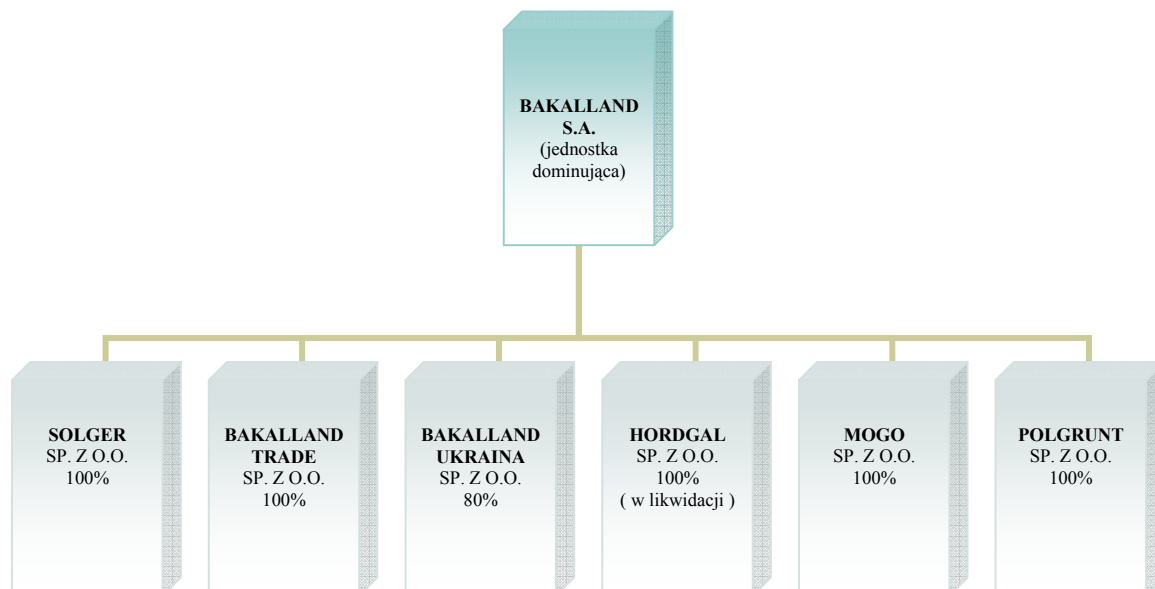 BAKALLAND
S.A.
(jednostka
dominująca)
SOLGER
SP. Z O.O.
100%
BAKALLAND
TRADE
SP. Z O.O.
100%
BAKALLAND
UKRAINA
SP. Z O.O.
80%
HORDGAL
SP. Z O.O.
100%
( w likwidacji )
MOGO
SP. Z O.O.
100%
POLGRUNT
SP. Z O.O.
100%